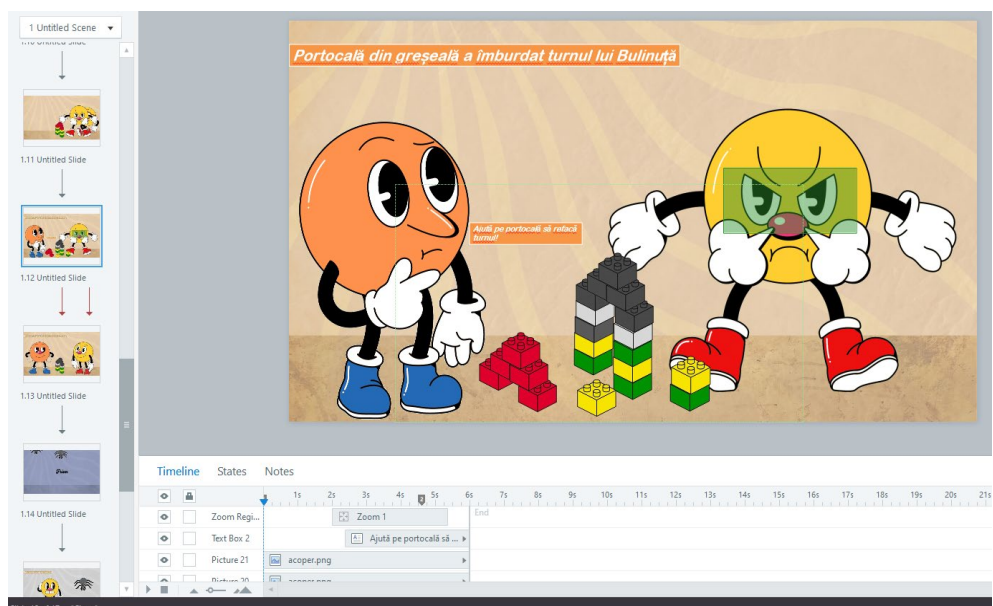 1 Untitled Scene
1.10 Untitled Slide
1.11 Untitled Slide
1.12 Untitled Slide
1.13 Untitled Slide
1.14 Untitled Slide
Portocală din greșeală a îmburdat turnul lui Bulinuță
Ajută pe portocală să refacă
turnul!
Timeline States Notes
1s 2s 3s 4s 5s 6s 7s 8s 9s 10s 11s 12s 13s 14s 15s 16s 17s 18s 19s 20s 21s
End
Zoom Regi... Zoom 1
Text Box 2 Ajută pe portocală să ...
Picture 21 acoper.png
Picture 20 acoper.png